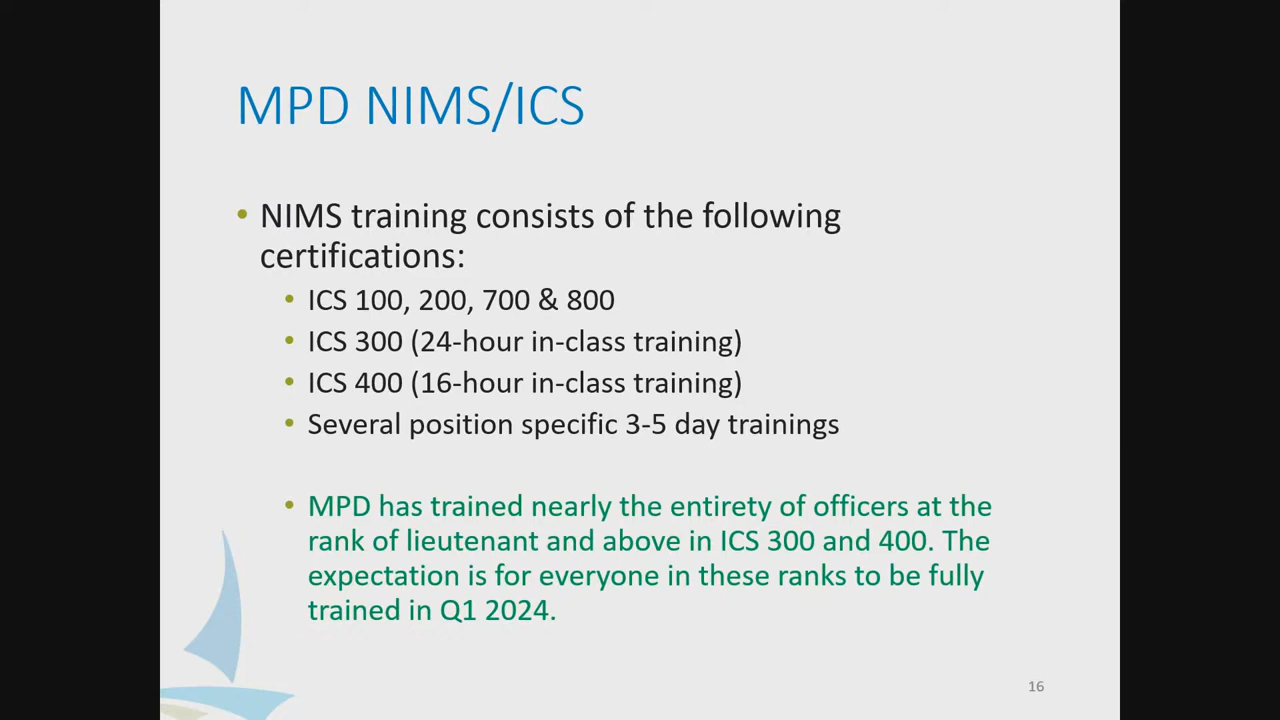 MPD NIMS/ICS
• NIMS training consists of the following
certifications:
• ICS 100, 200, 700 & 800
• ICS 300 (24-hour in-class training)
• ICS 400 (16-hour in-class training)
• Several position specific 3-5 day trainings
• MPD has trained nearly the entirety of officers at the
rank of lieutenant and above in ICS 300 and 400. The
expectation is for everyone in these ranks to be fully
trained in Q1 2024.
16